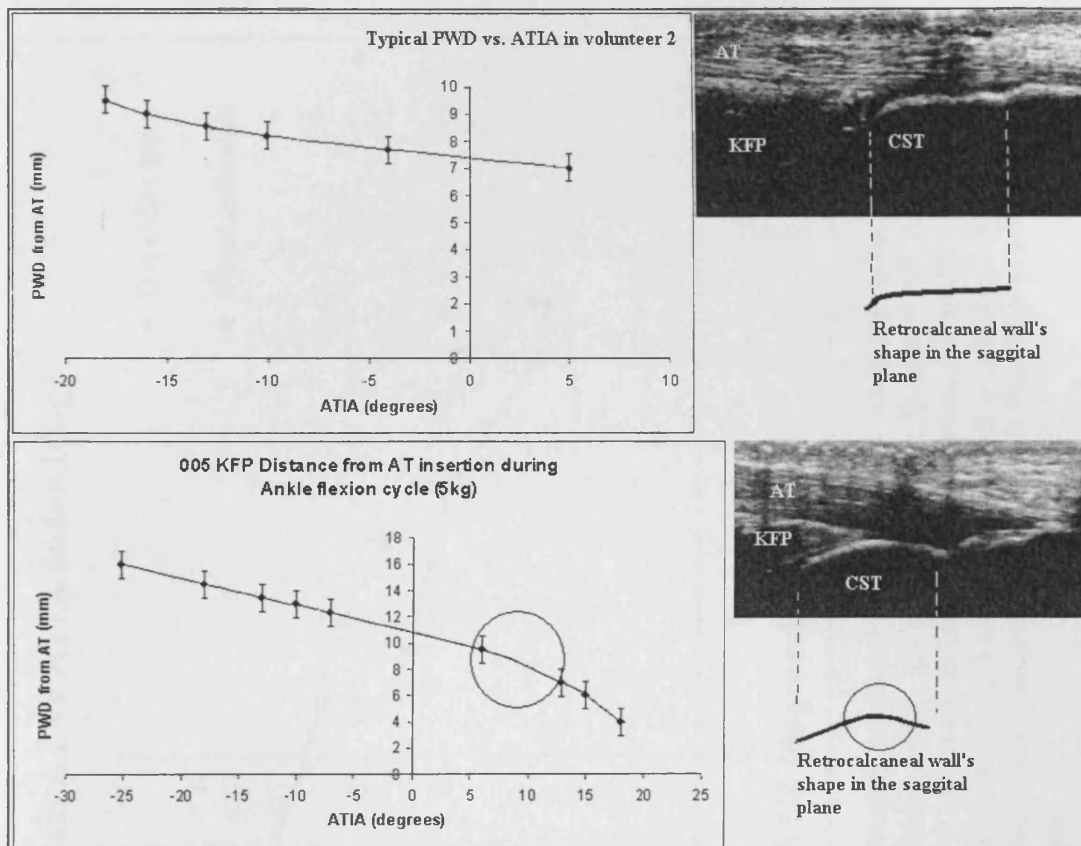 Typical PWD vs. ATIA in volunteer 2
PWD from AT (mm)
10
9
8
7
6
5
4
3
2
1
0
-20 -15 -10 -5 0 5 10
ATIA (degrees)
AT
KFP
CST
Retrocalcaneal wall's
shape in the saggital
plane
005 KFP Distance from AT insertion during
Ankle flexion cycle (5kg)
PWD from AT (mm)
18
16
14
12
10
8
6
4
2
0
-30 -25 -20 -15 -10 -5 0 5 10 15 20 25
ATIA (degrees)
AT
KFP
CST
Retrocalcaneal wall's
shape in the saggital
plane